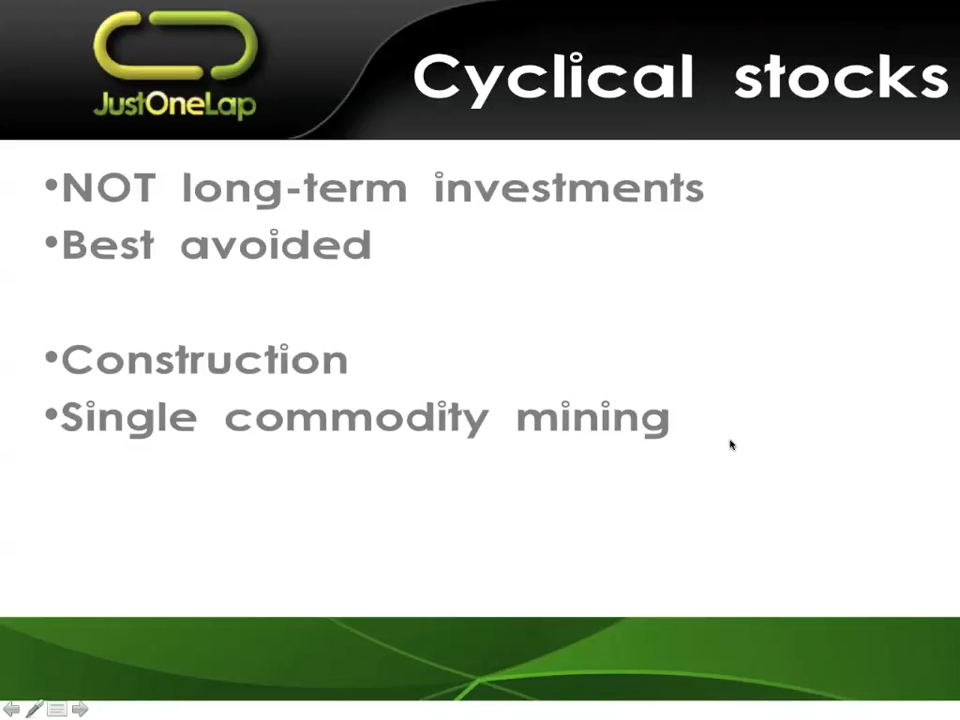 JustOneLap
Cyclical stocks
•NOT long-term investments
•Best avoided
•Construction
•Single commodity mining